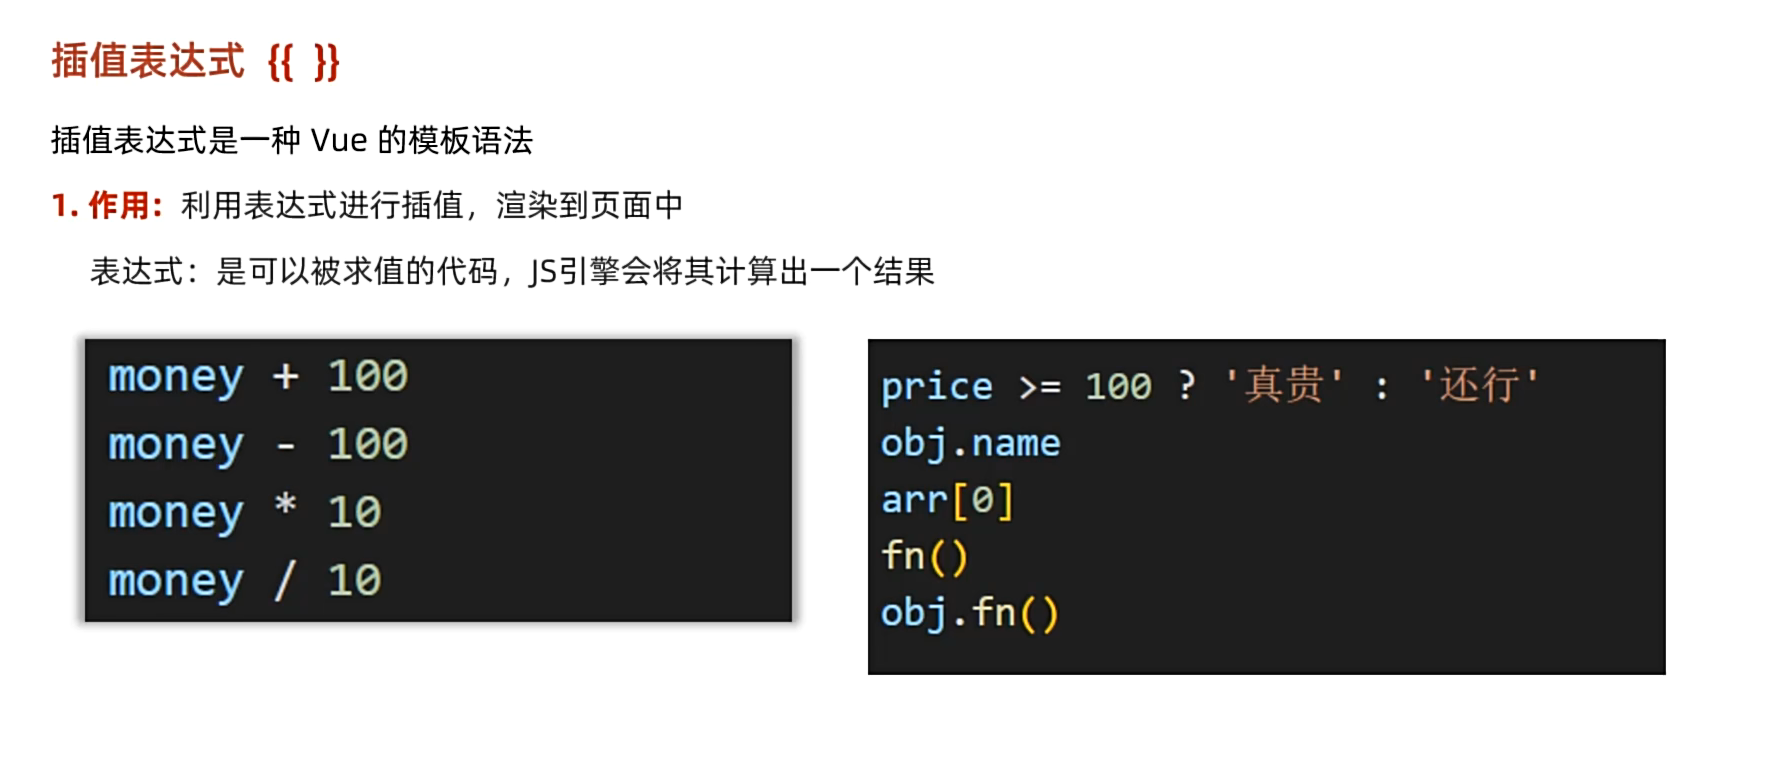 插值表达式 {{ }}
插值表达式是一种 Vue 的模板语法
1. 作用：利用表达式进行插值，渲染到页面中
表达式：是可以被求值的代码，JS引擎会将其计算出一个结果
money + 100
money - 100
money * 10
money / 10
price >= 100 ? '真贵' : '还行'
obj.name
arr[0]
fn()
obj.fn()